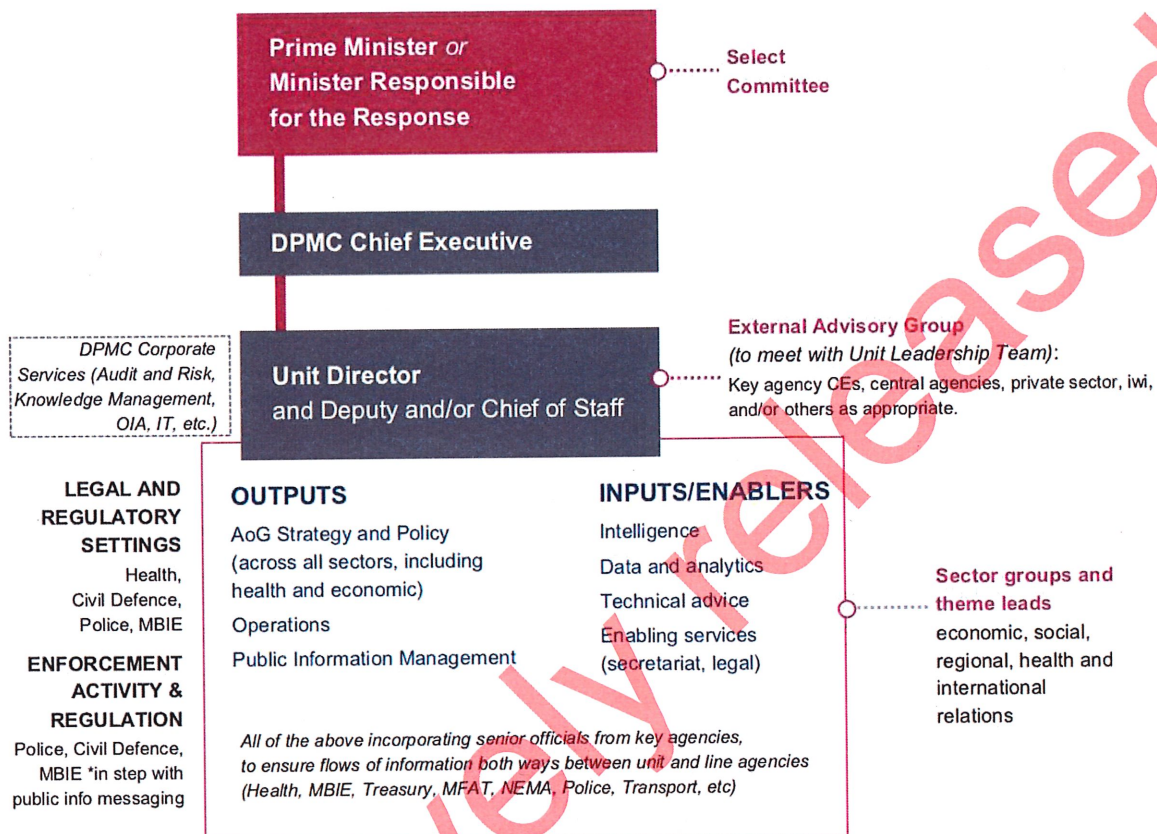 Prime Minister or
Minister Responsible
for the Response
Select
Committee
DPMC Chief Executive
DPMC Corporate
Services (Audit and Risk,
Knowledge Management,
OIA, IT, etc.)
Unit Director
and Deputy and/or Chief of Staff
External Advisory Group
(to meet with Unit Leadership Team):
Key agency CEs, central agencies, private sector, iwi,
and/or others as appropriate.
LEGAL AND
REGULATORY
SETTINGS
Health,
Civil Defence,
Police, MBIE
ENFORCEMENT
ACTIVITY &
REGULATION
Police, Civil Defence,
MBIE *in step with
public info messaging
OUTPUTS
AoG Strategy and Policy
(across all sectors, including
health and economic)
Operations
Public Information Management
INPUTS/ENABLERS
Intelligence
Data and analytics
Technical advice
Enabling services
(secretariat, legal)
All of the above incorporating senior officials from key agencies,
to ensure flows of information both ways between unit and line agencies
(Health, MBIE, Treasury, MFAT, NEMA, Police, Transport, etc)
Sector groups and
theme leads
economic, social,
regional, health and
international
relations
vely released